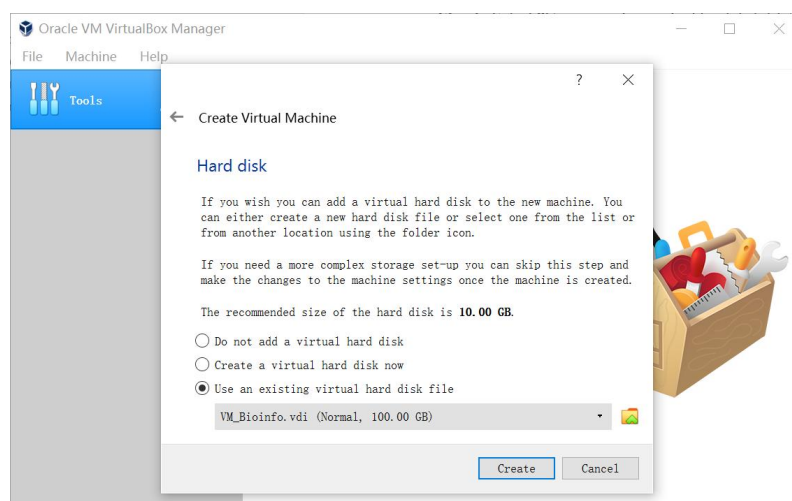 Oracle VM VirtualBox Manager
File Machine Help
Tools
?
Create Virtual Machine
Hard disk
If you wish you can add a virtual hard disk to the new machine. You
can either create a new hard disk file or select one from the list or
from another location using the folder icon.
If you need a more complex storage set-up you can skip this step and
make the changes to the machine settings once the machine is created.
The recommended size of the hard disk is 10.00 GB.
Do not add a virtual hard disk
Create a virtual hard disk now
Use an existing virtual hard disk file
VM_Bioinfo.vdi (Normal, 100.00 GB)
Create Cancel